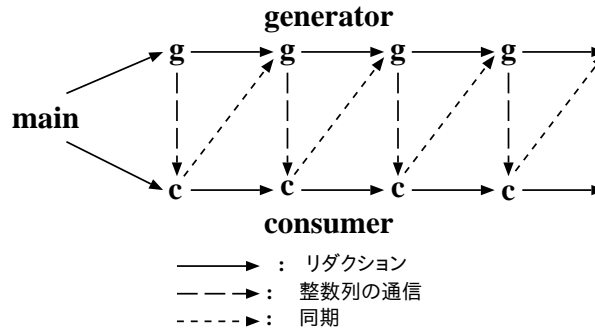 generator
g g g g
main
c c c c
consumer
: リダクション
: 整数列の通信
: 同期